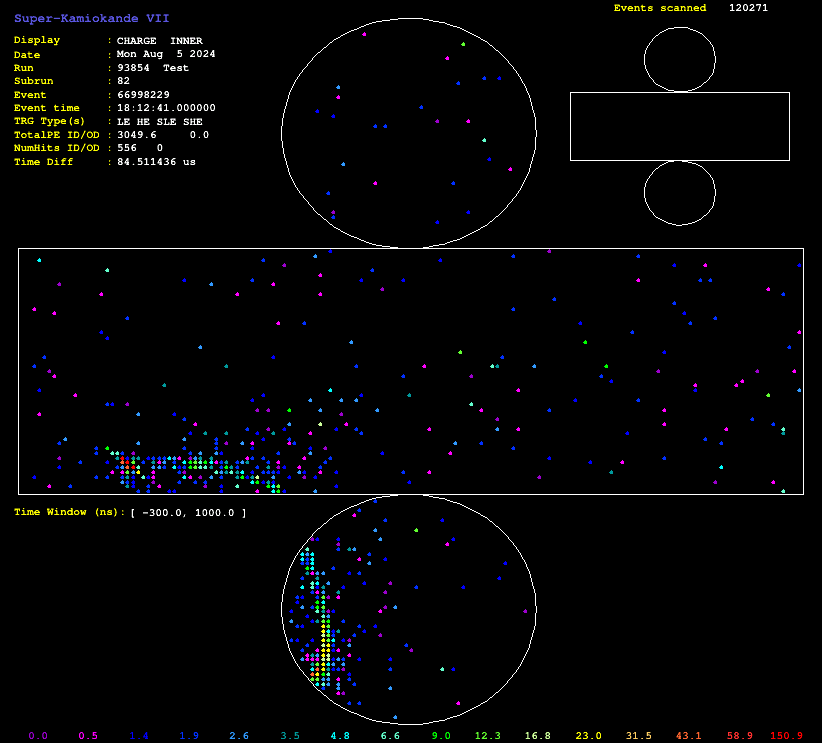 Super-Kamiokande VII
Events scanned 120271
Display : CHARGE INNER
Date : Mon Aug 5 2024
Run : 93854 Test
Subrun : 82
Event : 66998229
Event time : 18:12:41.000000
TRG Type(s) : LE HE SLE SHE
TotalPE ID/OD : 3049.6 0.0
NumHits ID/OD : 556 0
Time Diff : 84.511436 us
Time Window (ns): [ -300.0, 1000.0 ]
0.0 0.5 1.4 1.9 2.6 3.5 4.8 6.6 9.0 12.3 16.8 23.0 31.5 43.1 58.9 150.9